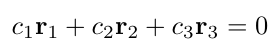 c₁𝐫₁ + c₂𝐫₂ + c₃𝐫₃ = 0